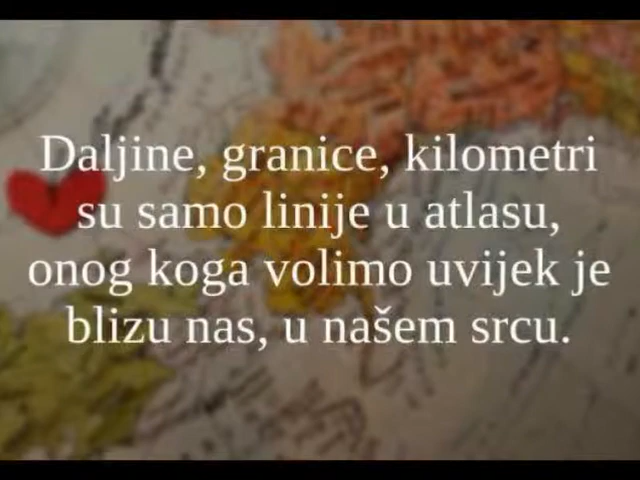 Daljine, granice, kilometri
su samo linije u atlasu,
onog koga volimo uvijek je
blizu nas, u našem srcu.